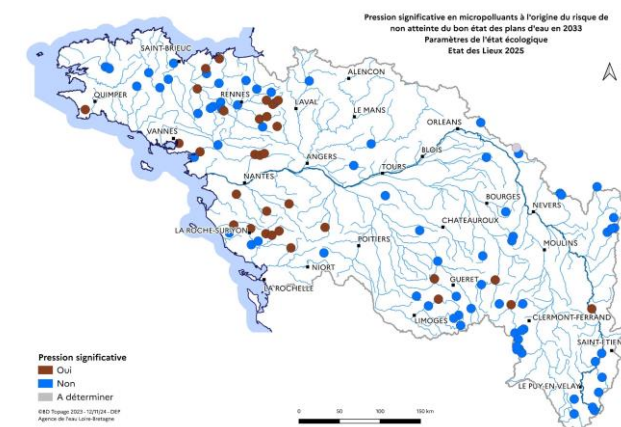 Pression significative en micropolluants à l'origine du risque de
non atteinte du bon état des plans d'eau en 2033
Paramètres de l'état écologique
Etat des Lieux 2025
SAINT-BRIEUC
ALENCON
QUIMPER
RENNES
LAVAL
LE MANS
VANNES
ORLEANS
ANGERS
BLOIS
TOURS
NANTES
BOURGES
NEVERS
LA ROCHE-SUR-YON
CHATEAUROUX
POITIERS
MOULINS
NIORT
GUERET
LA ROCHELLE
LIMOGES
CLERMONT-FERRAND
SAINT-ETIEN
LE PUY-EN-VELAY
Pression significative
Oui
Non
A déterminer
©BD Topage 2023 - 12/11/24 - DEP
Agence de l'eau Loire-Bretagne
0 50 100 150 km